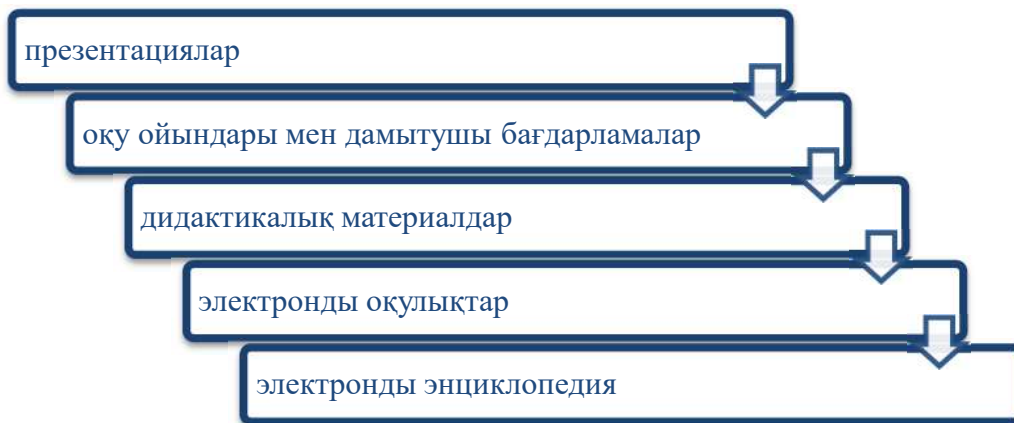 презентациялар
оқу ойындары мен дамытушы бағдарламалар
дидактикалық материалдар
электронды оқулықтар
электронды энциклопедия